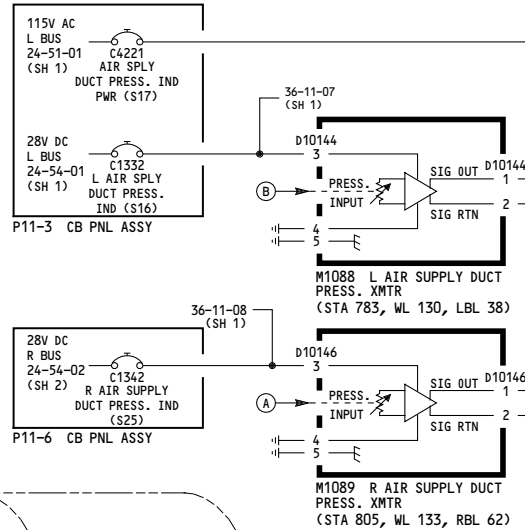 115V AC
L BUS
24-51-01
(SH 1)
C4221
AIR SPLY
DUCT PRESS. IND
PWR (S17)
28V DC
L BUS
24-54-01
(SH 1)
C1332
L AIR SPLY
DUCT PRESS.
IND (S16)
P11-3 CB PNL ASSY
36-11-07
(SH 1)
D10144
3
B
PRESS.
INPUT
4
5
SIG OUT
D10144
1
2
SIG RTN
M1088 L AIR SUPPLY DUCT
PRESS. XMTR
(STA 783, WL 130, LBL 38)
36-11-08
(SH 1)
28V DC
R BUS
24-54-02
(SH 2)
C1342
R AIR SUPPLY
DUCT PRESS. IND
(S25)
P11-6 CB PNL ASSY
D10146
3
A
PRESS.
INPUT
4
5
SIG OUT
D10146
1
2
SIG RTN
M1089 R AIR SUPPLY DUCT
PRESS. XMTR
(STA 805, WL 133, RBL 62)